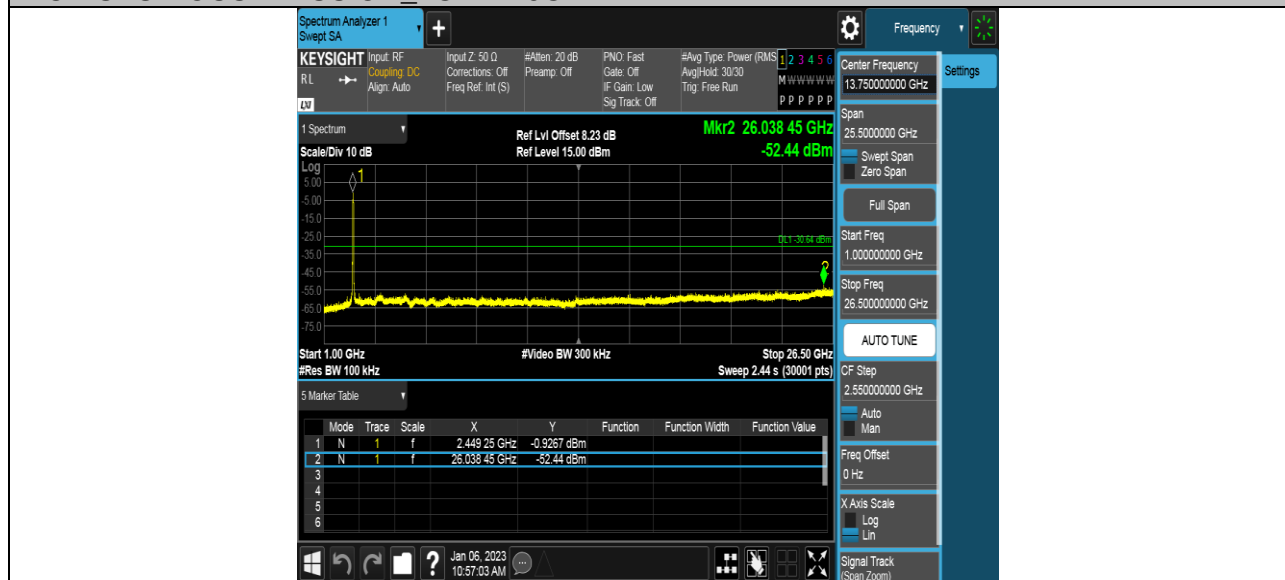 Spectrum Analyzer 1
Swept SA
Frequency
KEYSIGHT
RL
LXI
Input: RF
Coupling: DC
Align: Auto
Input Z: 50 Ω
Corrections: Off
Freq Ref: Int (S)
#Atten: 20 dB
Preamp: Off
PNO: Fast
Gate: Off
IF Gain: Low
Sig Track: Off
#Avg Type: Power (RMS
Avg|Hold: 30/30
Trig: Free Run
1 2 3 4 5 6
M W W W W W
P P P P P P
Center Frequency
13.750000000 GHz
Settings
1 Spectrum
Ref Lvl Offset 8.23 dB
Mkr2 26.038 45 GHz
Scale/Div 10 dB
Ref Level 15.00 dBm
-52.44 dBm
Log
5.00
-5.00
-15.0
-25.0
-35.0
-45.0
-55.0
-65.0
-75.0
1
DL1 -30.64 dBm
2
Span
25.5000000 GHz
Swept Span
Zero Span
Full Span
Start Freq
1.000000000 GHz
Stop Freq
26.500000000 GHz
AUTO TUNE
Start 1.00 GHz
#Video BW 300 kHz
Stop 26.50 GHz
#Res BW 100 kHz
Sweep 2.44 s (30001 pts)
CF Step
2.550000000 GHz
Auto
Man
Freq Offset
0 Hz
X Axis Scale
Log
Lin
Signal Track
(Span Zoom)
5 Marker Table
Mode Trace Scale X Y Function Function Width Function Value
1 N 1 f 2.449 25 GHz -0.9267 dBm
2 N 1 f 26.038 45 GHz -52.44 dBm
3
4
5
6
?
Jan 06, 2023
10:57:03 AM